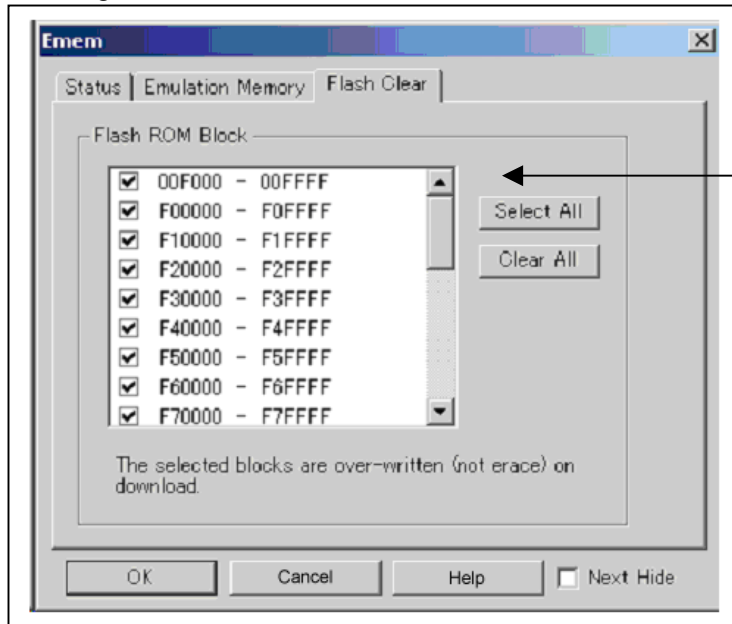 Emem
Status Emulation Memory Flash Clear
Flash ROM Block
00F000 - 00FFFF
F00000 - F0FFFF
F10000 - F1FFFF
F20000 - F2FFFF
F30000 - F3FFFF
F40000 - F4FFFF
F50000 - F5FFFF
F60000 - F6FFFF
F70000 - F7FFFF
Select All
Clear All
The selected blocks are over-written (not erace) on
download.
OK Cancel Help Next Hide